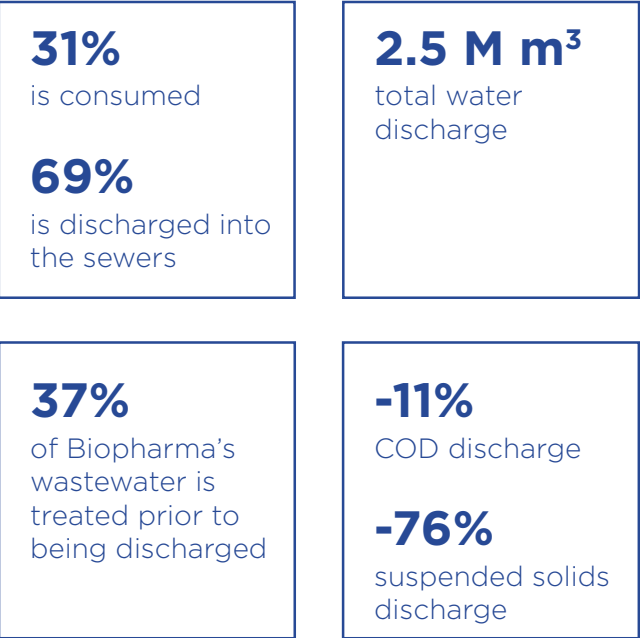 31%
is consumed
69%
is discharged into
the sewers
2.5 M m³
total water
discharge
37%
of Biopharma’s
wastewater is
treated prior to
being discharged
-11%
COD discharge
-76%
suspended solids
discharge